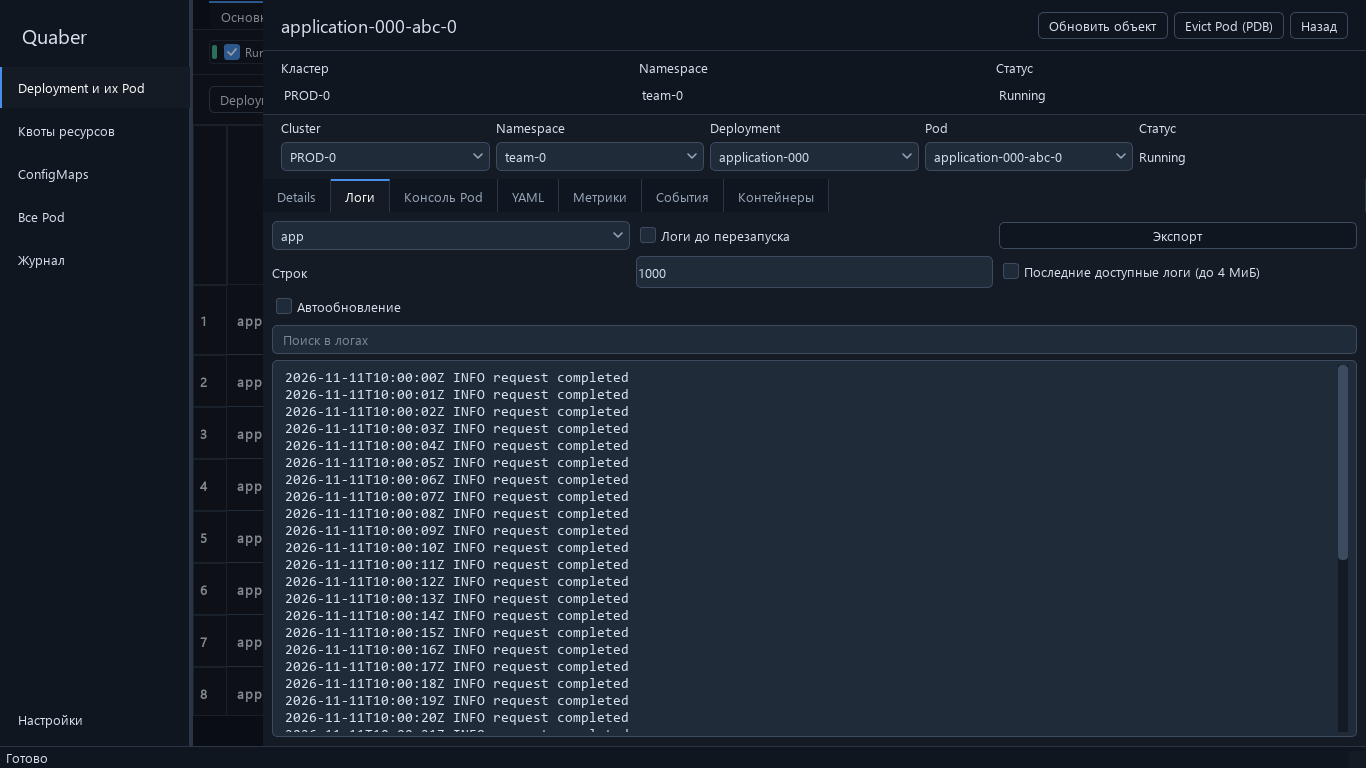 Quaber
Deployment и их Pod
Квоты ресурсов
ConfigMaps
Все Pod
Журнал
Настройки
Готово
1 app
2 app
3 app
4 app
5 app
6 app
7 app
8 app
application-000-abc-0
Обновить объект Evict Pod (PDB) Назад
Кластер Namespace Статус
PROD-0 team-0 Running
Cluster Namespace Deployment Pod Статус
PROD-0 team-0 application-000 application-000-abc-0 Running
Details Логи Консоль Pod YAML Метрики События Контейнеры
app Логи до перезапуска Экспорт
Строк 1000 Последние доступные логи (до 4 МиБ)
Автообновление
Поиск в логах
2026-11-11T10:00:00Z INFO request completed
2026-11-11T10:00:01Z INFO request completed
2026-11-11T10:00:02Z INFO request completed
2026-11-11T10:00:03Z INFO request completed
2026-11-11T10:00:04Z INFO request completed
2026-11-11T10:00:05Z INFO request completed
2026-11-11T10:00:06Z INFO request completed
2026-11-11T10:00:07Z INFO request completed
2026-11-11T10:00:08Z INFO request completed
2026-11-11T10:00:09Z INFO request completed
2026-11-11T10:00:10Z INFO request completed
2026-11-11T10:00:11Z INFO request completed
2026-11-11T10:00:12Z INFO request completed
2026-11-11T10:00:13Z INFO request completed
2026-11-11T10:00:14Z INFO request completed
2026-11-11T10:00:15Z INFO request completed
2026-11-11T10:00:16Z INFO request completed
2026-11-11T10:00:17Z INFO request completed
2026-11-11T10:00:18Z INFO request completed
2026-11-11T10:00:19Z INFO request completed
2026-11-11T10:00:20Z INFO request completed